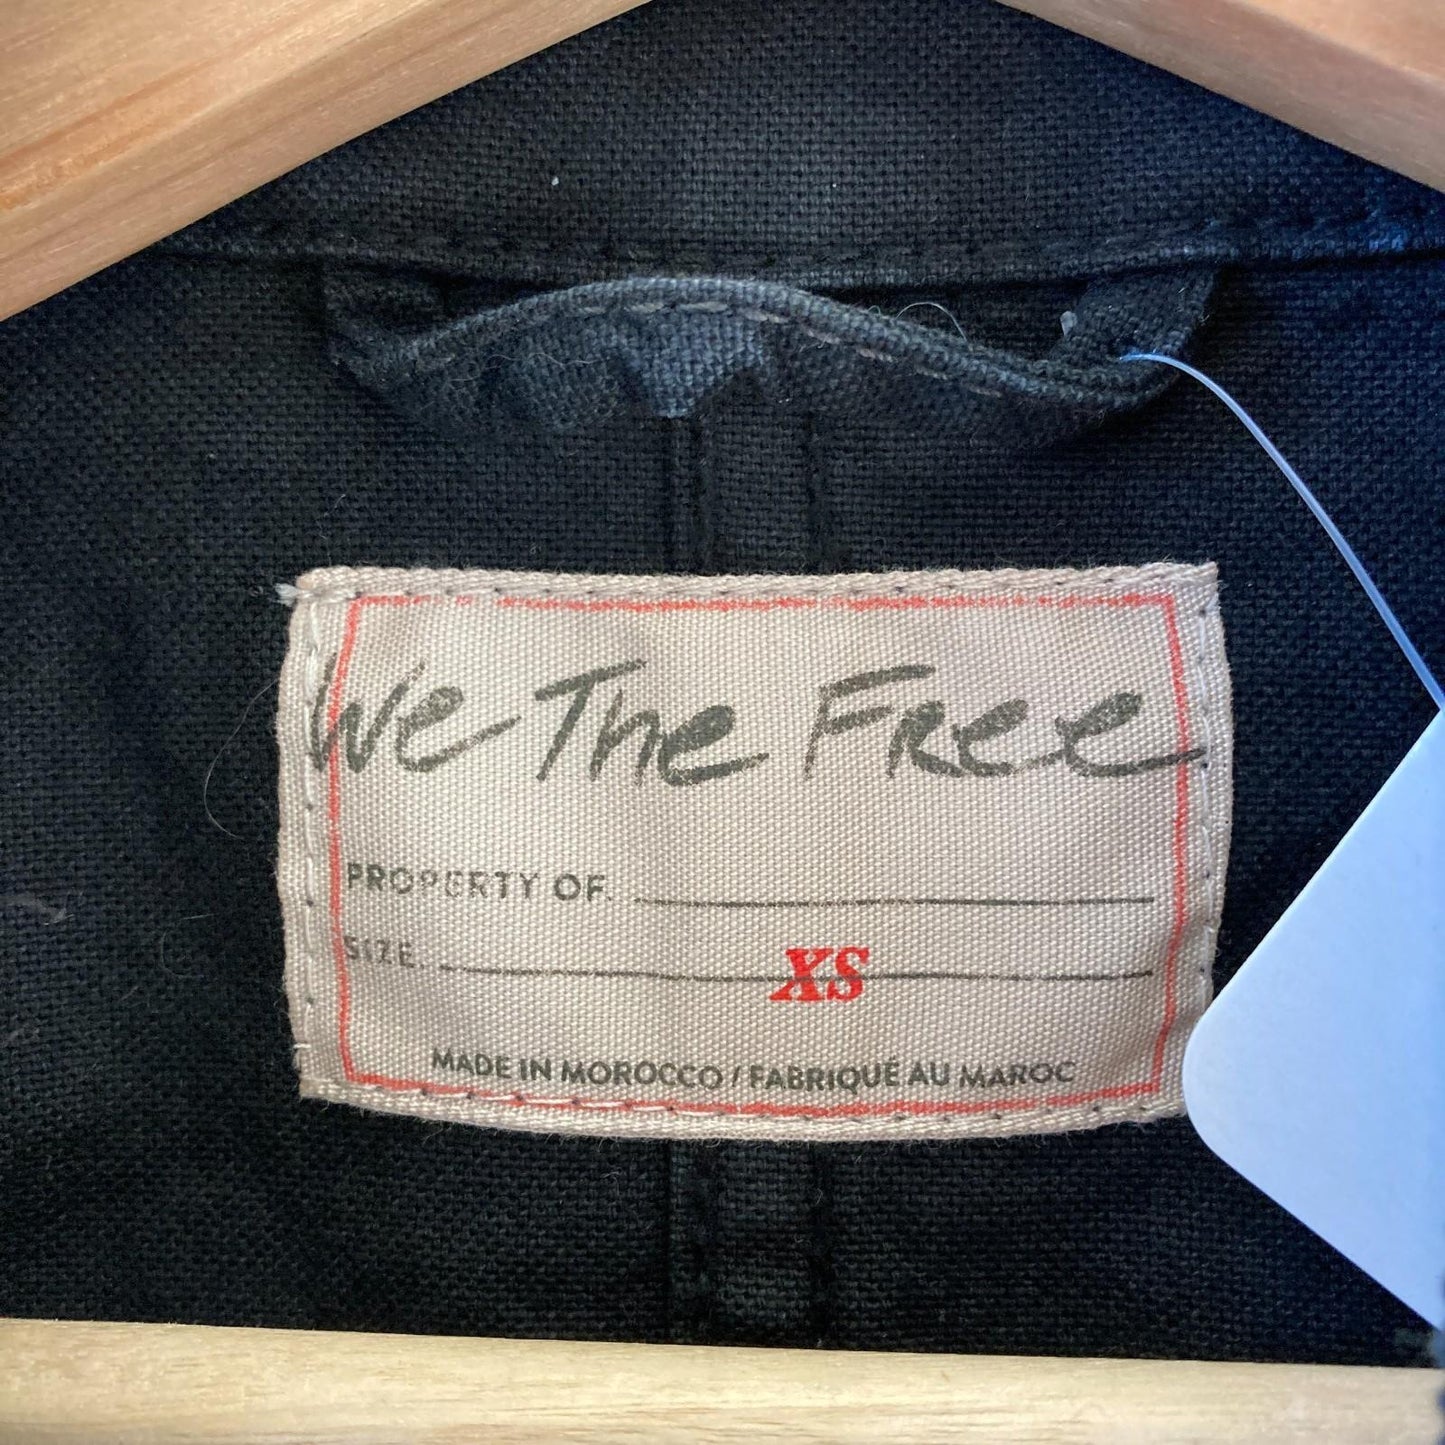 We The Free
PROPERTY OF.
SIZE XS
MADE IN MOROCCO / FABRIQUÉ AU MAROC